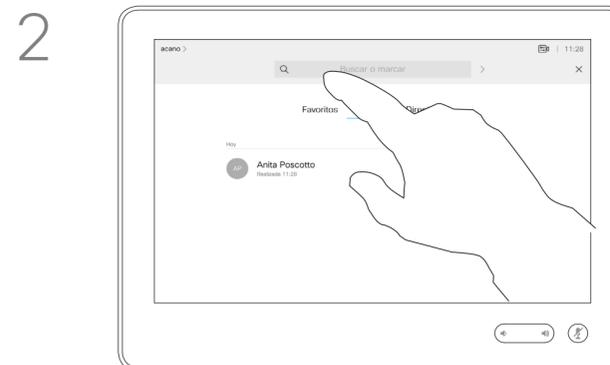 2
acano >
11:28
Buscar o marcar >
Favoritos
Hoy
AP
Anita Poscotto
Realizada 11:28